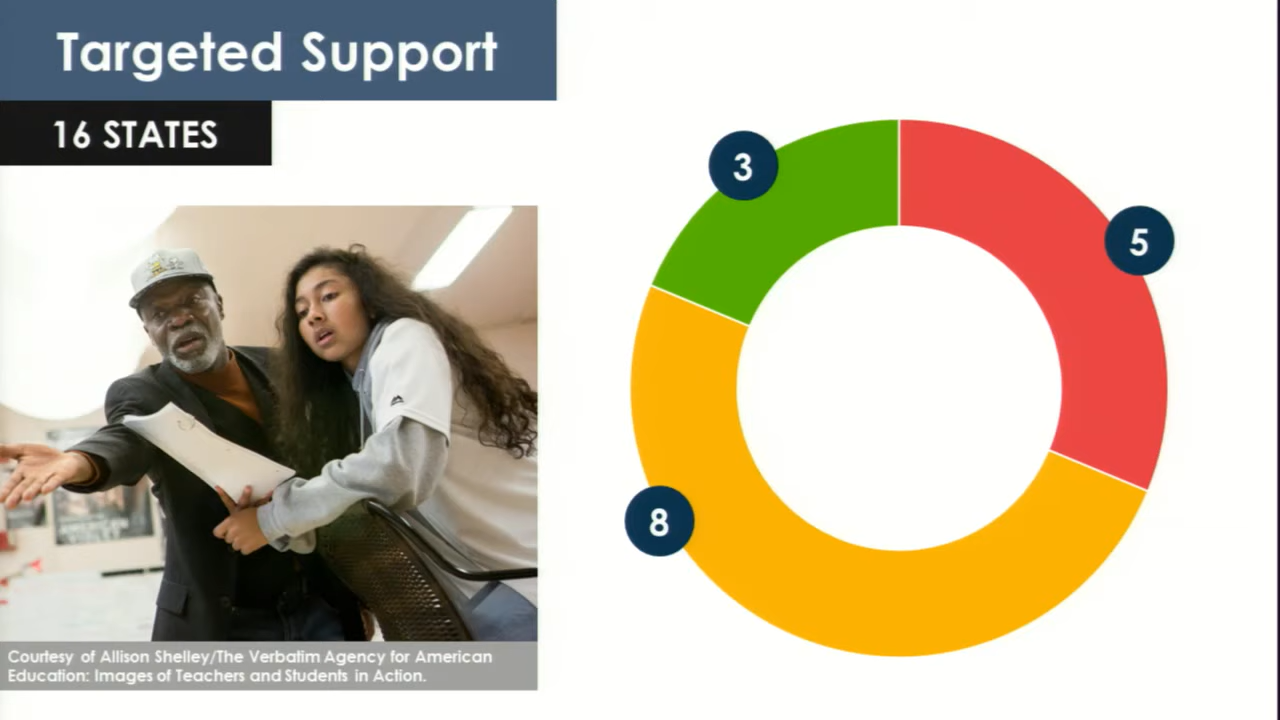 Targeted Support
16 STATES
3
5
8
Courtesy of Allison Shelley/The Verbatim Agency for American
Education: Images of Teachers and Students in Action.